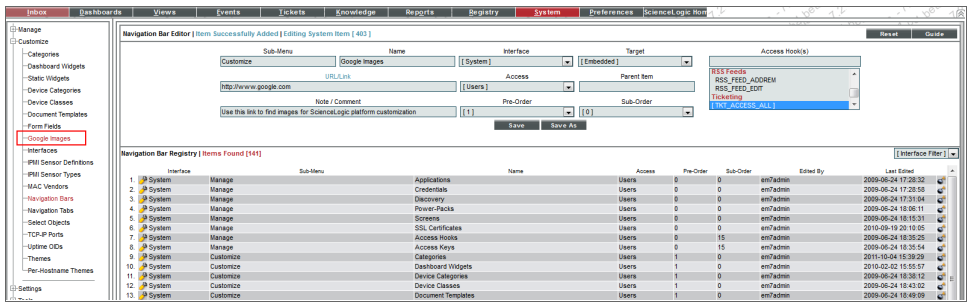 Inbox Dashboards Views Events Tickets Knowledge Reports Registry System Preferences ScienceLogic Hom
Manage
Customize
Categories
Dashboard Widgets
Static Widgets
Device Categories
Device Classes
Document Templates
Form Fields
Google Images
Interfaces
IPMI Sensor Definitions
IPMI Sensor Types
MAC Vendors
Navigation Bars
Navigation Tabs
Select Objects
TCP-IP Ports
Uptime OIDs
Themes
Per-Hostname Themes
Settings
Tools
Navigation Bar Editor | Item Successfully Added | Editing System Item [ 403 ] Reset Guide
Sub-Menu Name Interface Target Access Hook(s)
Customize Google Images [ System ] [ Embedded ]
URL/Link Access Parent Item
http://www.google.com [ Users ]
RSS Feeds
RSS_FEED_ADDREM
RSS_FEED_EDIT
Ticketing
[ TKT_ACCESS_ALL ]
Note / Comment Pre-Order Sub-Order
Use this link to find images for ScienceLogic platform customization [ 1 ] [ 0 ]
Save Save As
Navigation Bar Registry | Items Found [141] [ Interface Filter ]
Interface Sub-Menu Name Access Pre-Order Sub-Order Edited By Last Edited
1. System Manage Applications Users 0 0 em7admin 2009-06-24 17:28:32
2. System Manage Credentials Users 0 0 em7admin 2009-06-24 17:28:58
3. System Manage Discovery Users 0 0 em7admin 2009-06-24 17:31:04
4. System Manage Power-Packs Users 0 0 em7admin 2009-06-24 18:06:11
5. System Manage Screens Users 0 0 em7admin 2009-06-24 18:15:31
6. System Manage SSL Certificates Users 0 0 em7admin 2010-09-19 20:10:05
7. System Manage Access Hooks Users 0 15 em7admin 2009-06-24 18:35:25
8. System Manage Access Keys Users 0 15 em7admin 2009-06-24 18:35:54
9. System Customize Categories Users 1 0 em7admin 2011-10-04 15:39:29
10. System Customize Dashboard Widgets Users 1 0 em7admin 2010-02-02 15:55:57
11. System Customize Device Categories Users 1 0 em7admin 2009-06-24 18:38:12
12. System Customize Device Classes Users 1 0 em7admin 2009-06-24 18:43:02
13. System Customize Document Templates Users 1 0 em7admin 2009-06-24 18:49:09